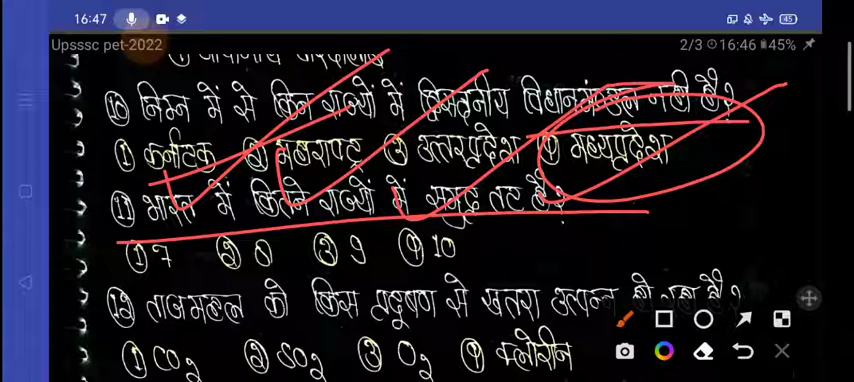 16:47 45
Upsssc pet-2022 2/3 16:46 45%
⑩ निम्न में से किन राज्यों में द्विसदनीय विधानमंडल नही है?
① कर्नाटक ② महाराष्ट्र ③ उत्तरप्रदेश ④ मध्यप्रदेश
⑪ भारत में कितने राज्यों में समुद्र तट है?
① 7 ② 8 ③ 9 ④ 10
⑫ ताजमहल को किस प्रदूषण से खतरा उत्पन्न हो रहा है?
① CO2 ② SO2 ③ O2 ④ क्लोरीन